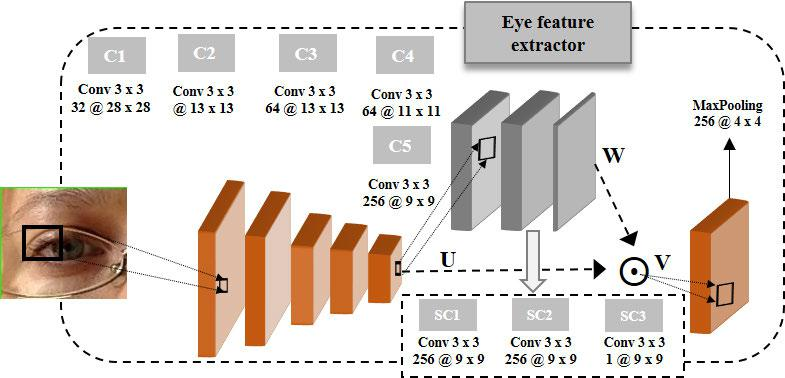 Eye feature
extractor
C1
Conv 3 x 3
32 @ 28 x 28
C2
Conv 3 x 3
@ 13 x 13
C3
Conv 3 x 3
64 @ 13 x 13
C4
Conv 3 x 3
64 @ 11 x 11
C5
Conv 3 x 3
256 @ 9 x 9
MaxPooling
256 @ 4 x 4
W
U
V
SC1
Conv 3 x 3
256 @ 9 x 9
SC2
Conv 3 x 3
256 @ 9 x 9
SC3
Conv 3 x 3
1 @ 9 x 9